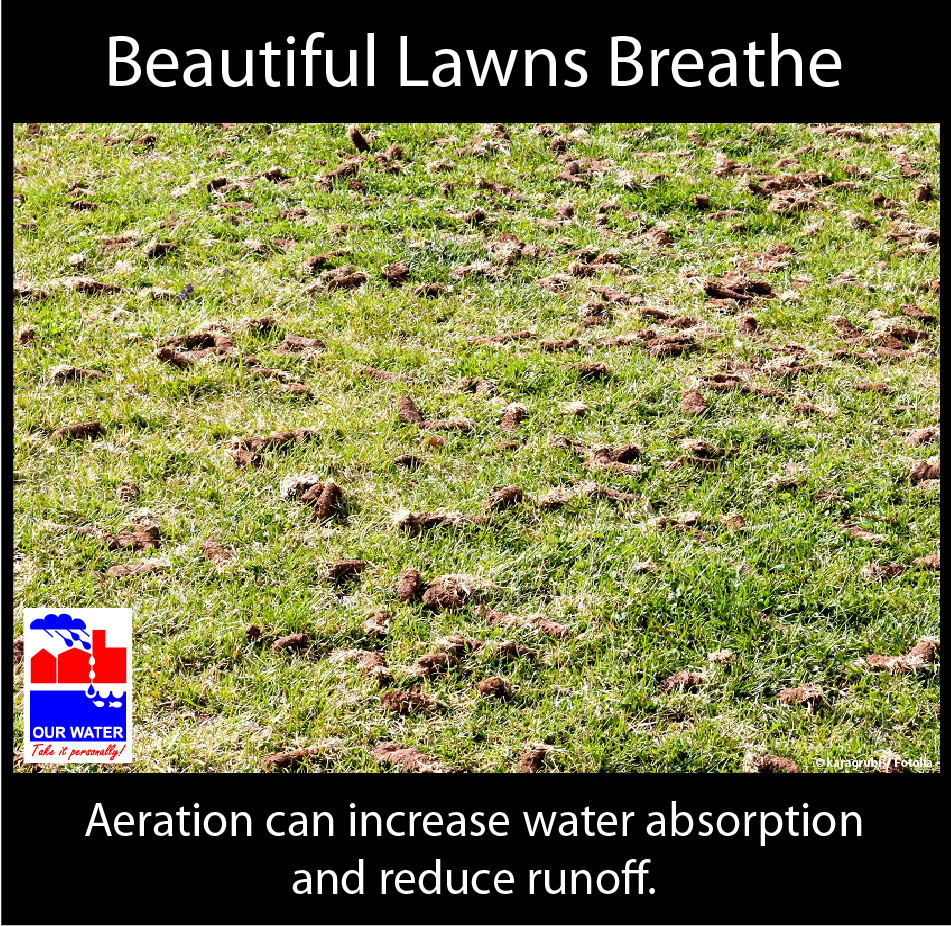 Beautiful Lawns Breathe
OUR WATER
Take it personally!
© karagrubis / Fotolia
Aeration can increase water absorption
and reduce runoff.